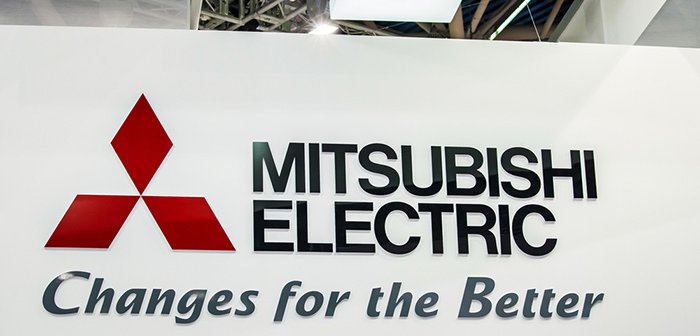 MITSUBISHI
ELECTRIC
Changes for the Better